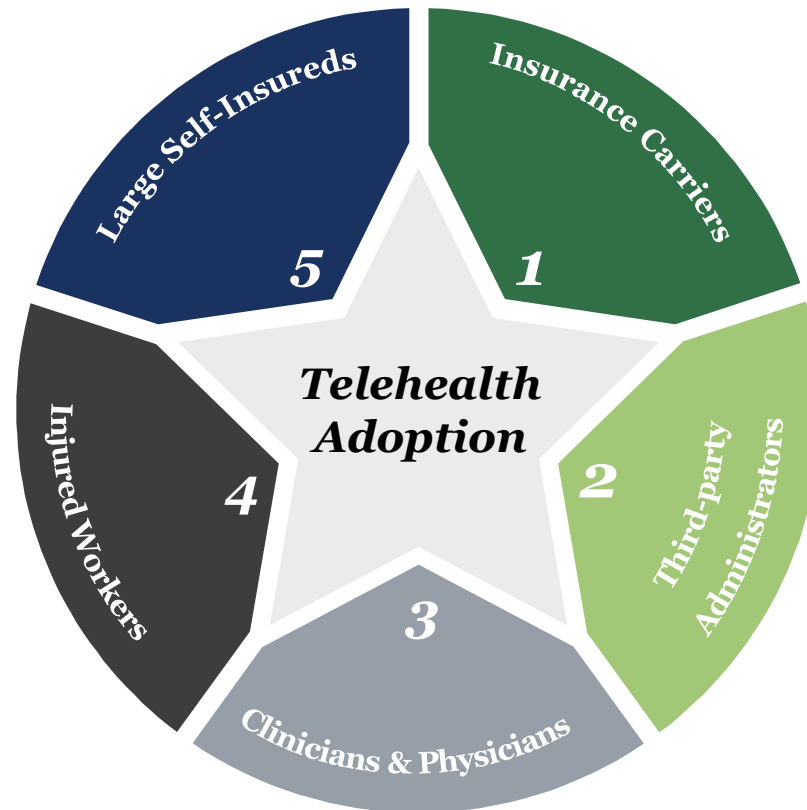 Large Self-Insureds
5
Insurance Carriers
1
Telehealth
Adoption
Injured Workers
4
2
Third-party
Administrators
3
Clinicians & Physicians